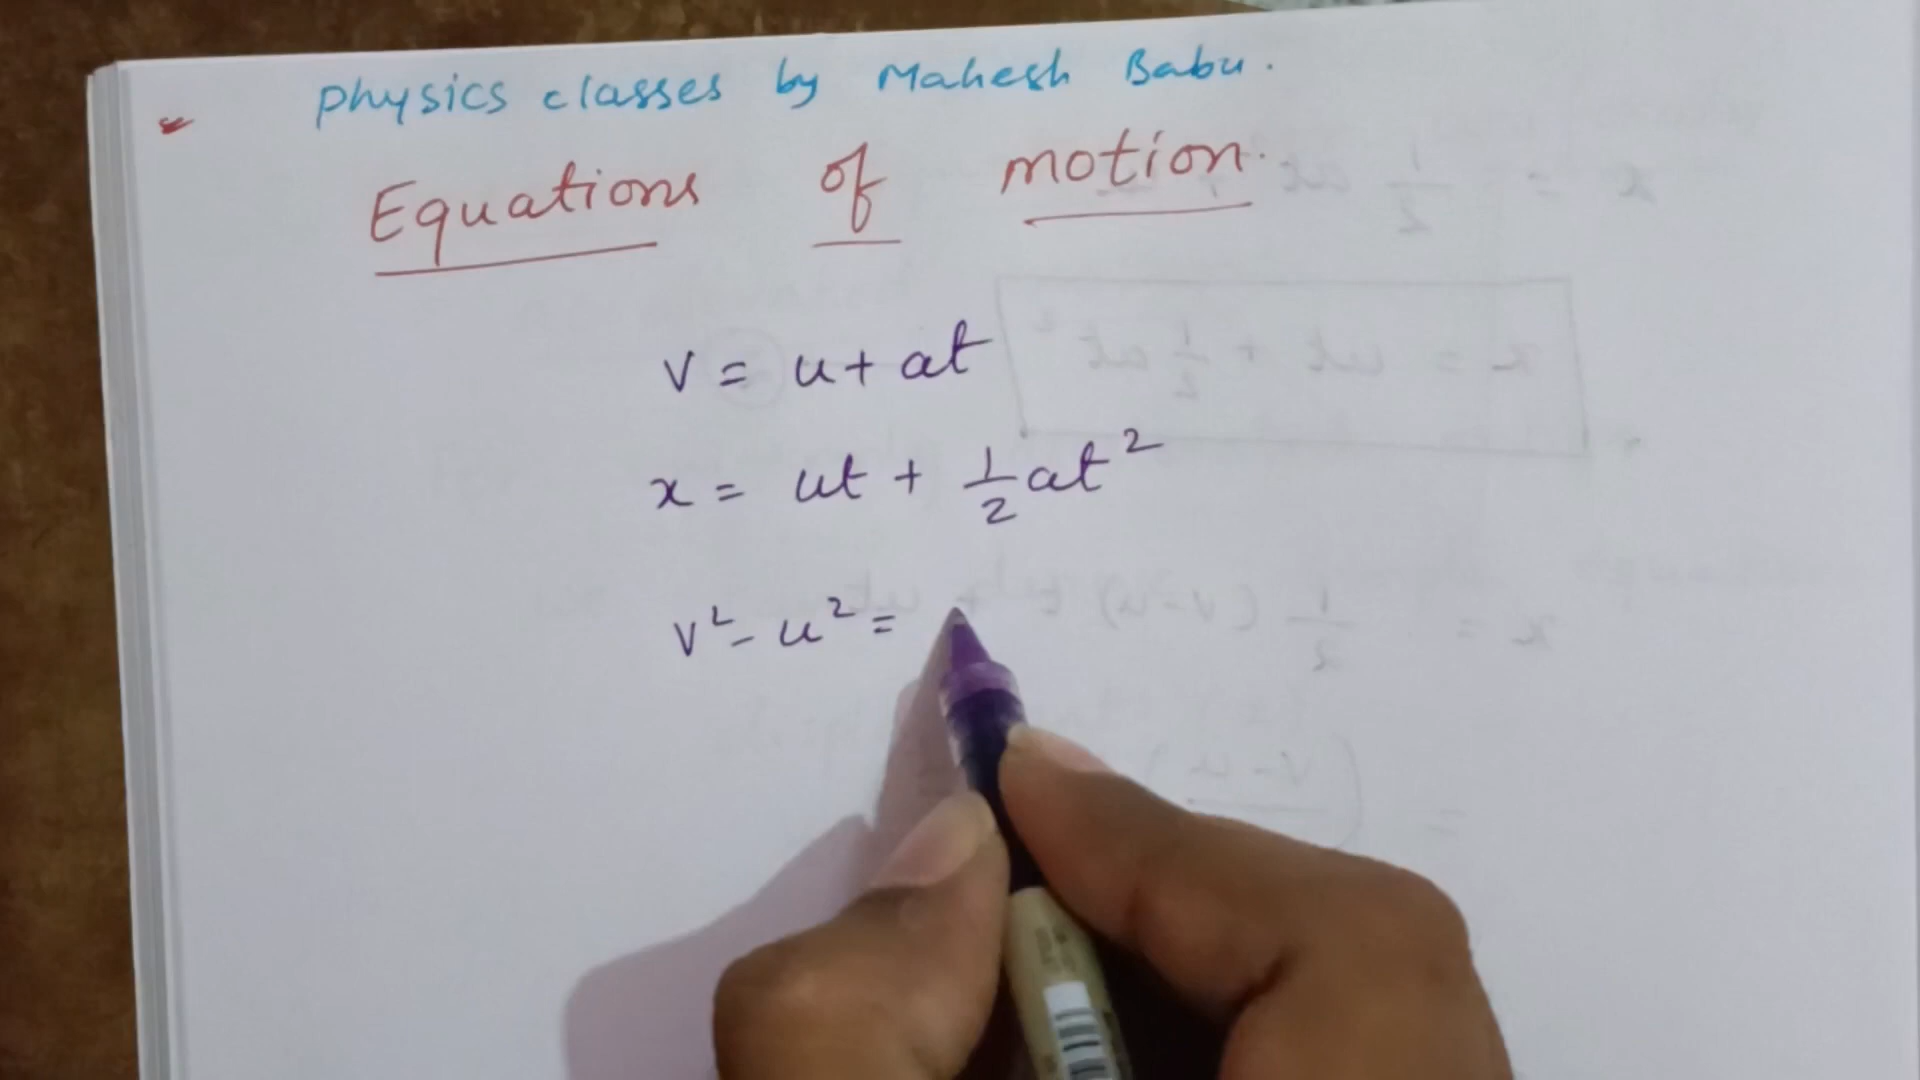 Physics classes by Mahesh Babu.
Equations of motion.
v = u + at
x = ut + 1/2 at²
v² - u² =